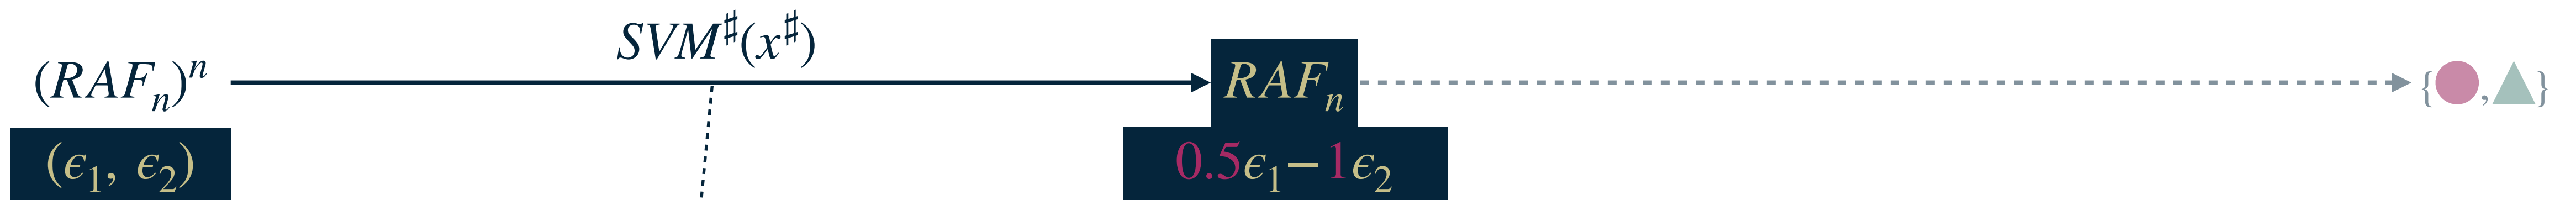 SVM♯(x♯)
(RAFₙ)ⁿ RAFₙ { , }
(ϵ₁, ϵ₂) 0.5ϵ₁−1ϵ₂